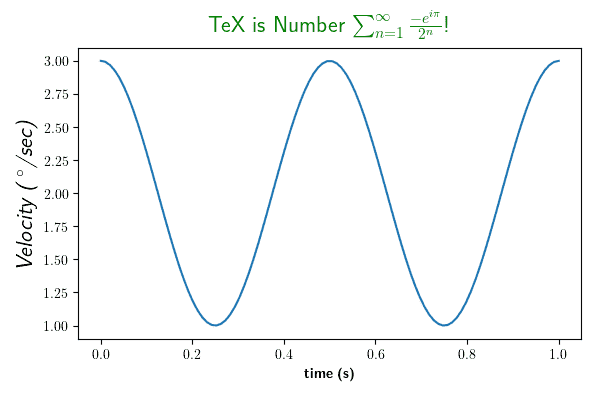 TeX is Number $\sum_{n=1}^{\infty} \frac{-e^{i\pi}}{2^n}$!
3.00
2.75
2.50
2.25
2.00
1.75
1.50
1.25
1.00
Velocity (°/sec)
0.0 0.2 0.4 0.6 0.8 1.0
time (s)